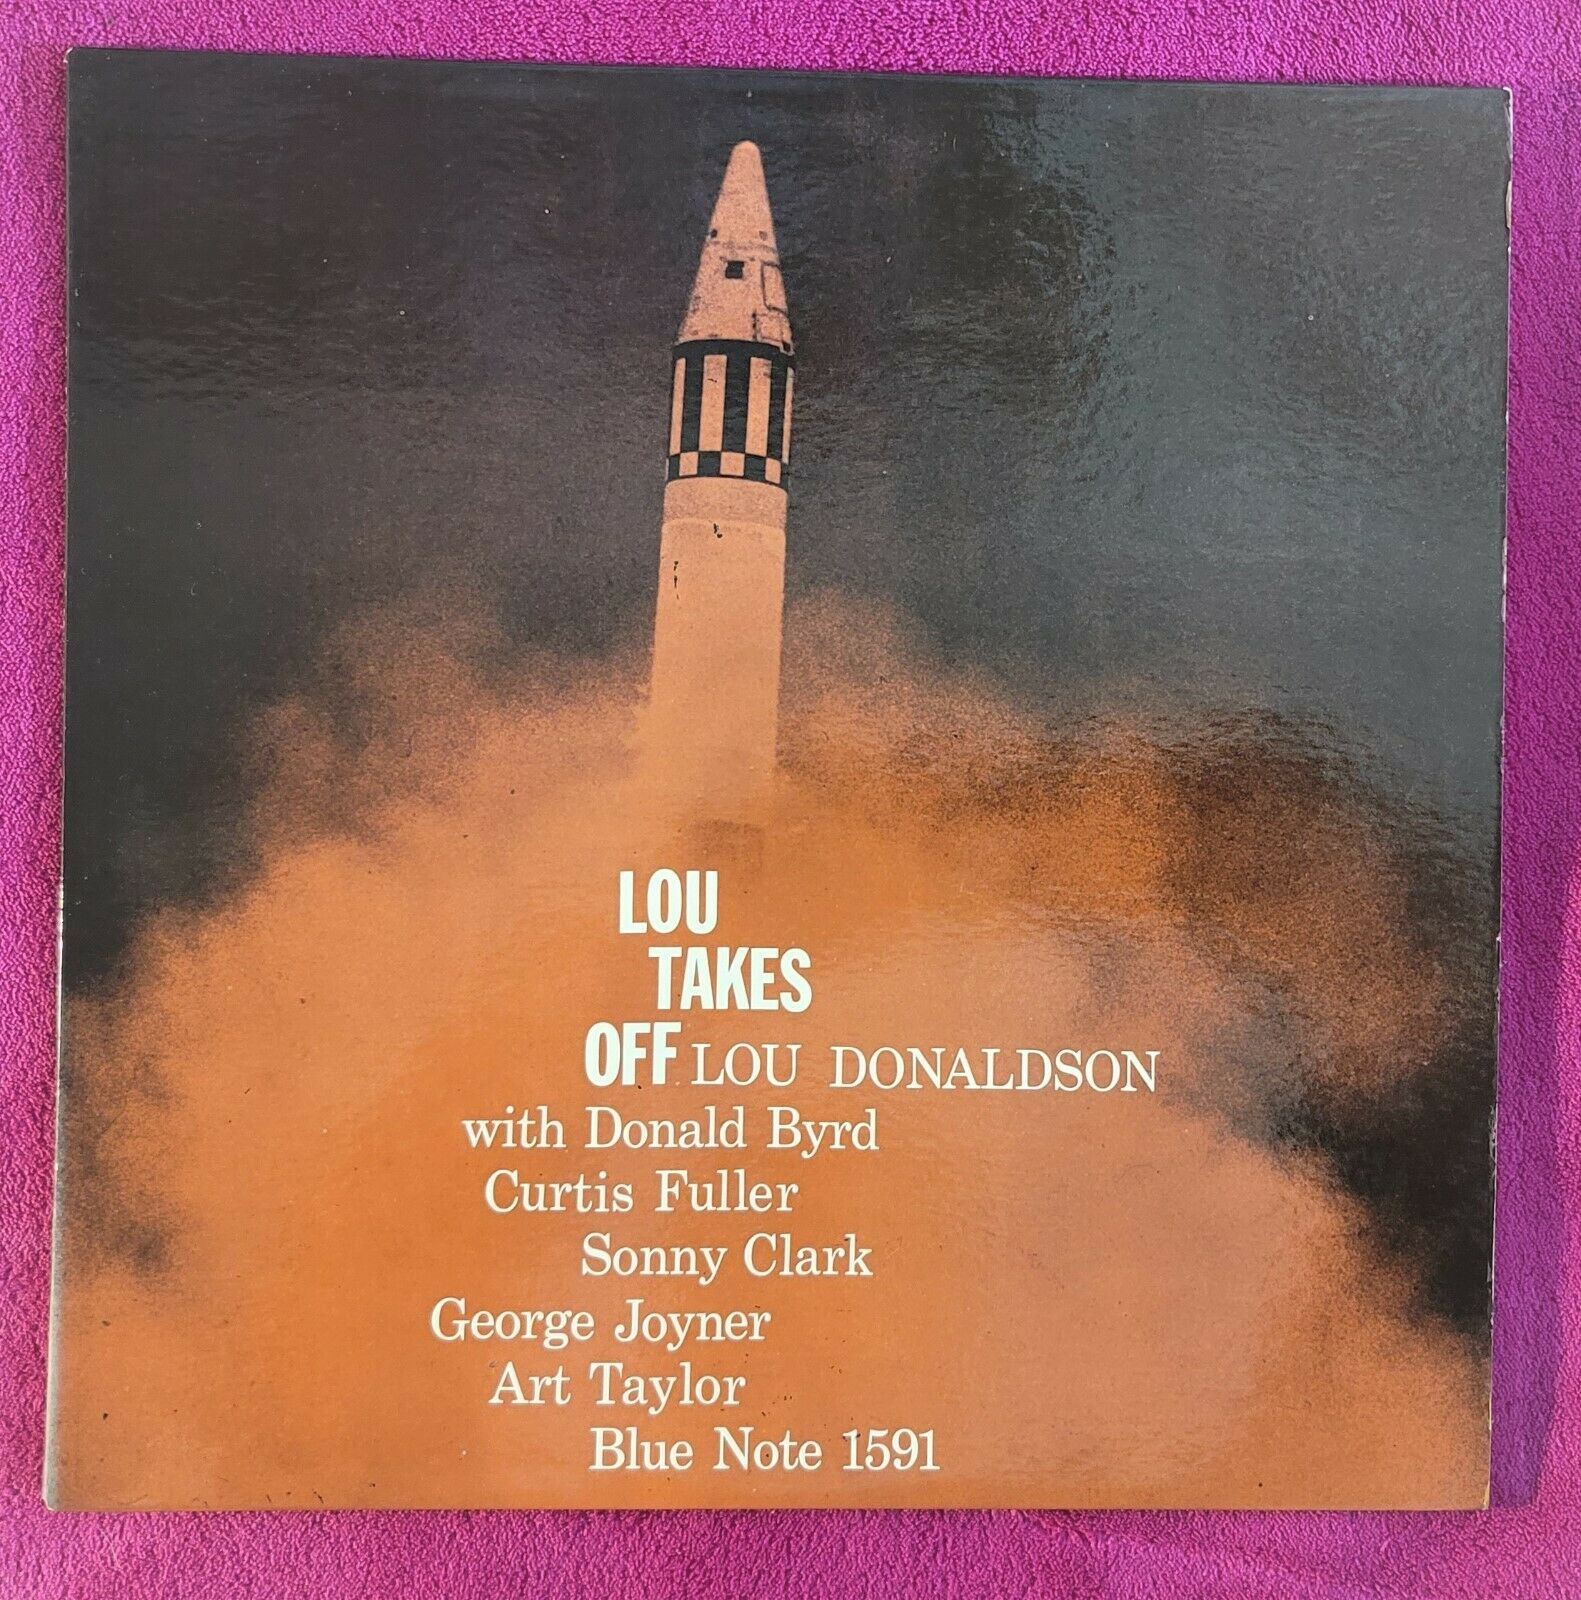 LOU
TAKES
OFF LOU DONALDSON
with Donald Byrd
Curtis Fuller
Sonny Clark
George Joyner
Art Taylor
Blue Note 1591